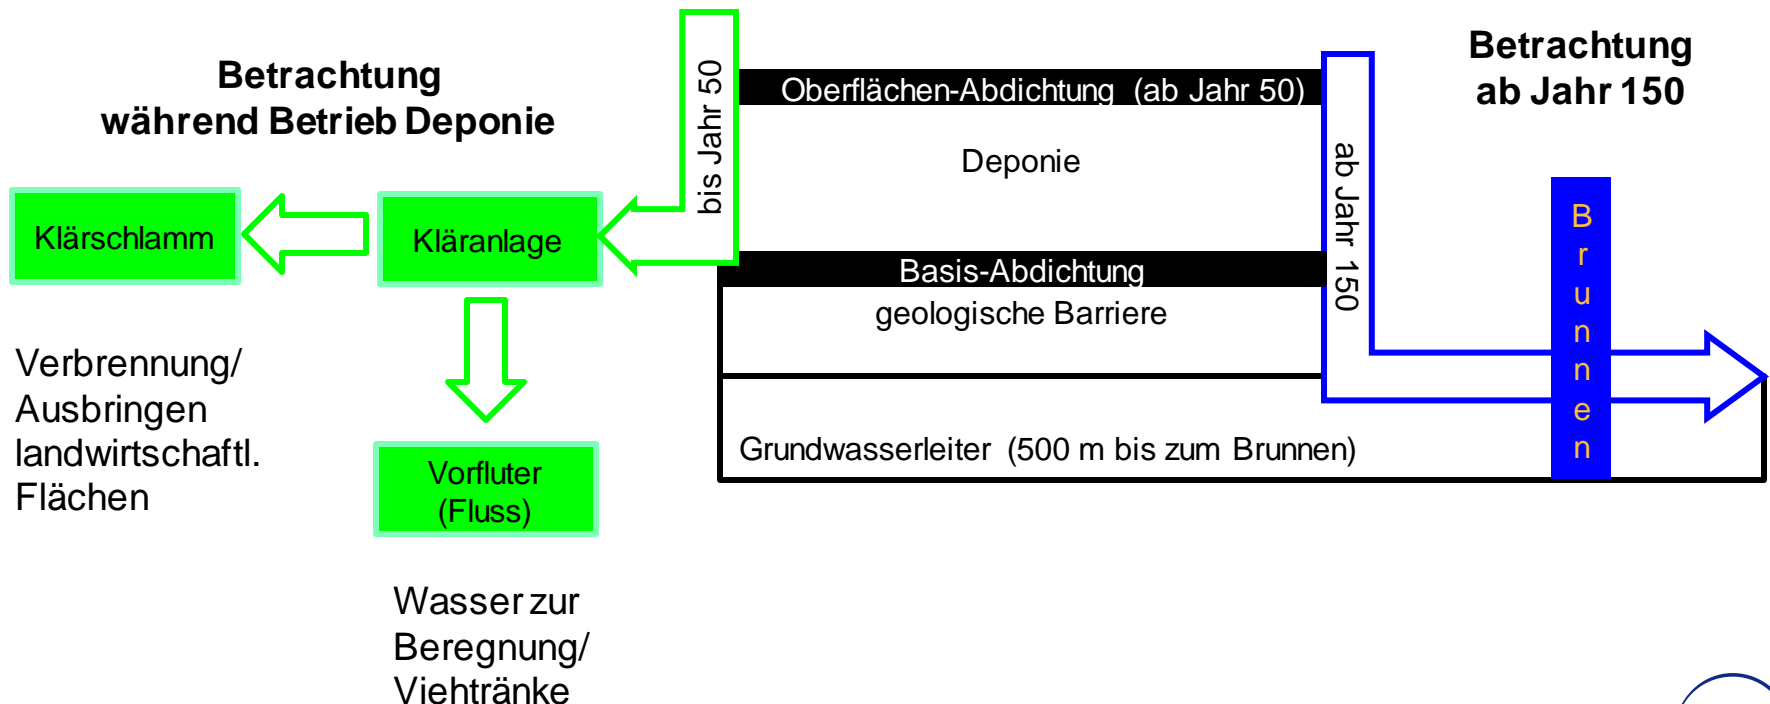 Betrachtung
während Betrieb Deponie
bis Jahr 50
Oberflächen-Abdichtung (ab Jahr 50)
Deponie
ab Jahr 150
Betrachtung
ab Jahr 150
Klärschlamm
Kläranlage
Basis-Abdichtung
geologische Barriere
Brunnen
Verbrennung/
Ausbringen
landwirtschaftl.
Flächen
Vorfluter
(Fluss)
Grundwasserleiter (500 m bis zum Brunnen)
Wasser zur
Beregnung/
Viehtränke